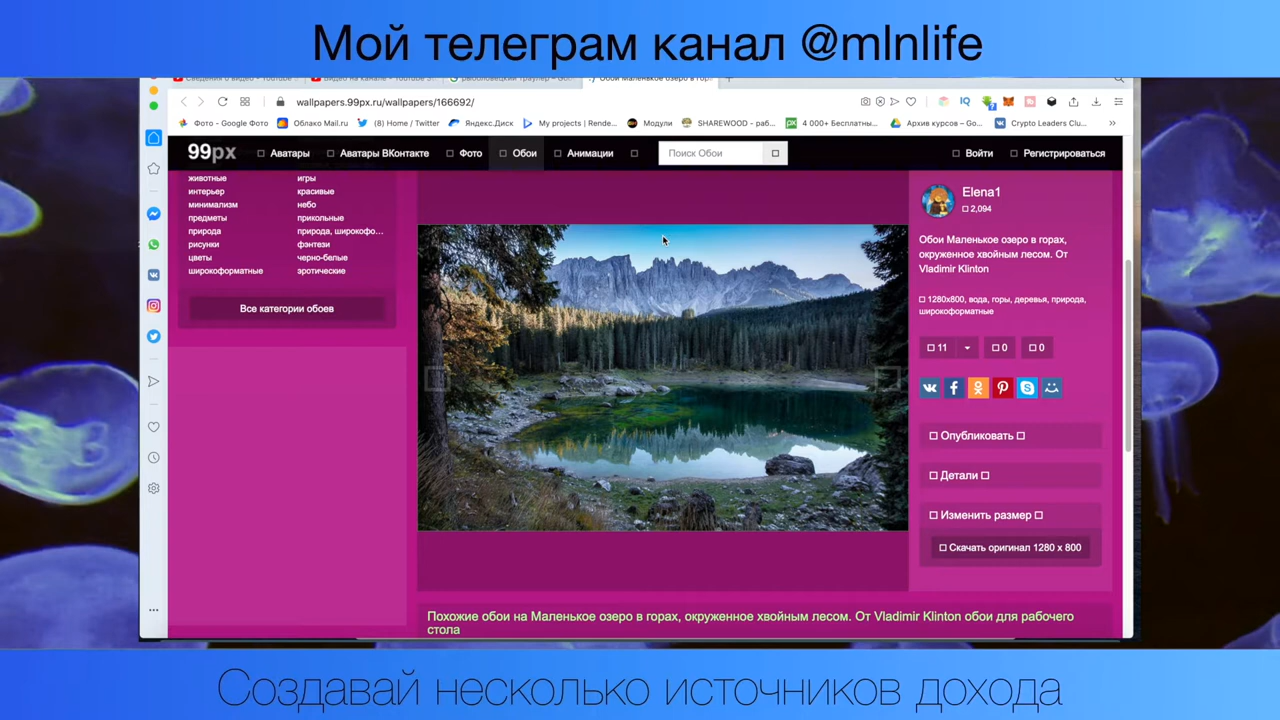 Мой телеграм канал @mlnlife
wallpapers.99px.ru/wallpapers/166692/
Фото - Google Фото
Облако Mail.ru
(8) Home / Twitter
Яндекс.Диск
My projects | Rende...
Модули
SHAREWOOD - раб...
4 000+ Бесплатны...
Архив курсов – Go...
Crypto Leaders Clu...
99px
Аватары
Аватары ВКонтакте
Фото
Обои
Анимации
Поиск Обои
Войти
Регистрироваться
животные
игры
интерьер
красивые
минимализм
небо
предметы
прикольные
природа
природа, широкофо...
рисунки
фэнтези
цветы
черно-белые
широкоформатные
эротические
Все категории обоев
Elena1
2,094
Обои Маленькое озеро в горах,
окруженное хвойным лесом. От
Vladimir Klinton
1280x800, вода, горы, деревья, природа,
широкоформатные
11
0
0
Опубликовать
Детали
Изменить размер
Скачать оригинал 1280 x 800
Похожие обои на Маленькое озеро в горах, окруженное хвойным лесом. От Vladimir Klinton обои для рабочего
стола
Создавай несколько источников дохода